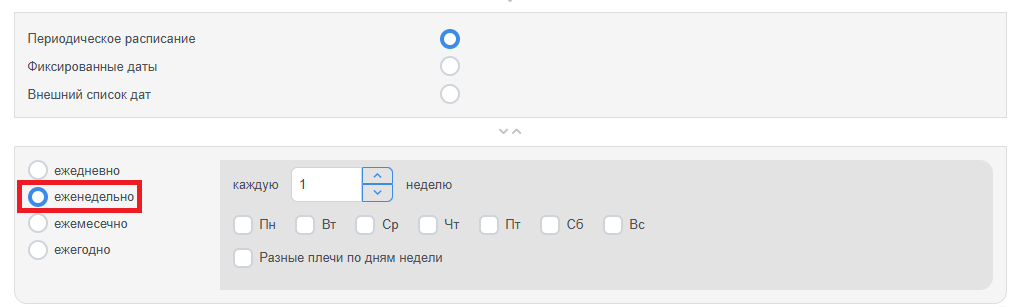 Периодическое расписание
Фиксированные даты
Внешний список дат
ежедневно
еженедельно
ежемесечно
ежегодно
каждую 1 неделю
Пн Вт Ср Чт Пт Сб Вс
Разные плечи по дням недели